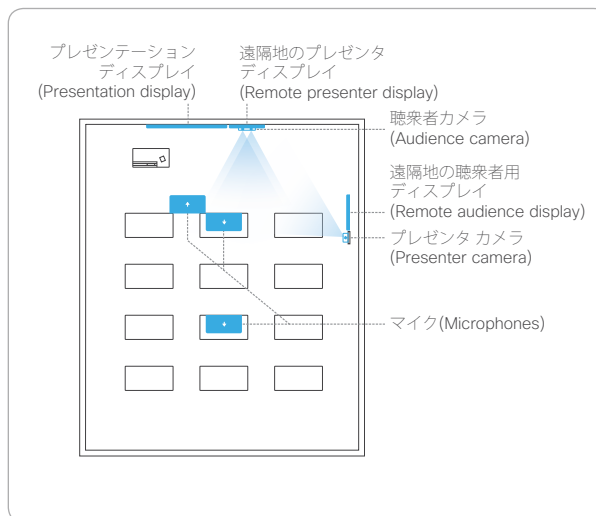 プレゼンテーション
ディスプレイ
(Presentation display)
遠隔地のプレゼンタ
ディスプレイ
(Remote presenter display)
聴衆者カメラ
(Audience camera)
遠隔地の聴衆者用
ディスプレイ
(Remote audience display)
プレゼンタ カメラ
(Presenter camera)
マイク(Microphones)